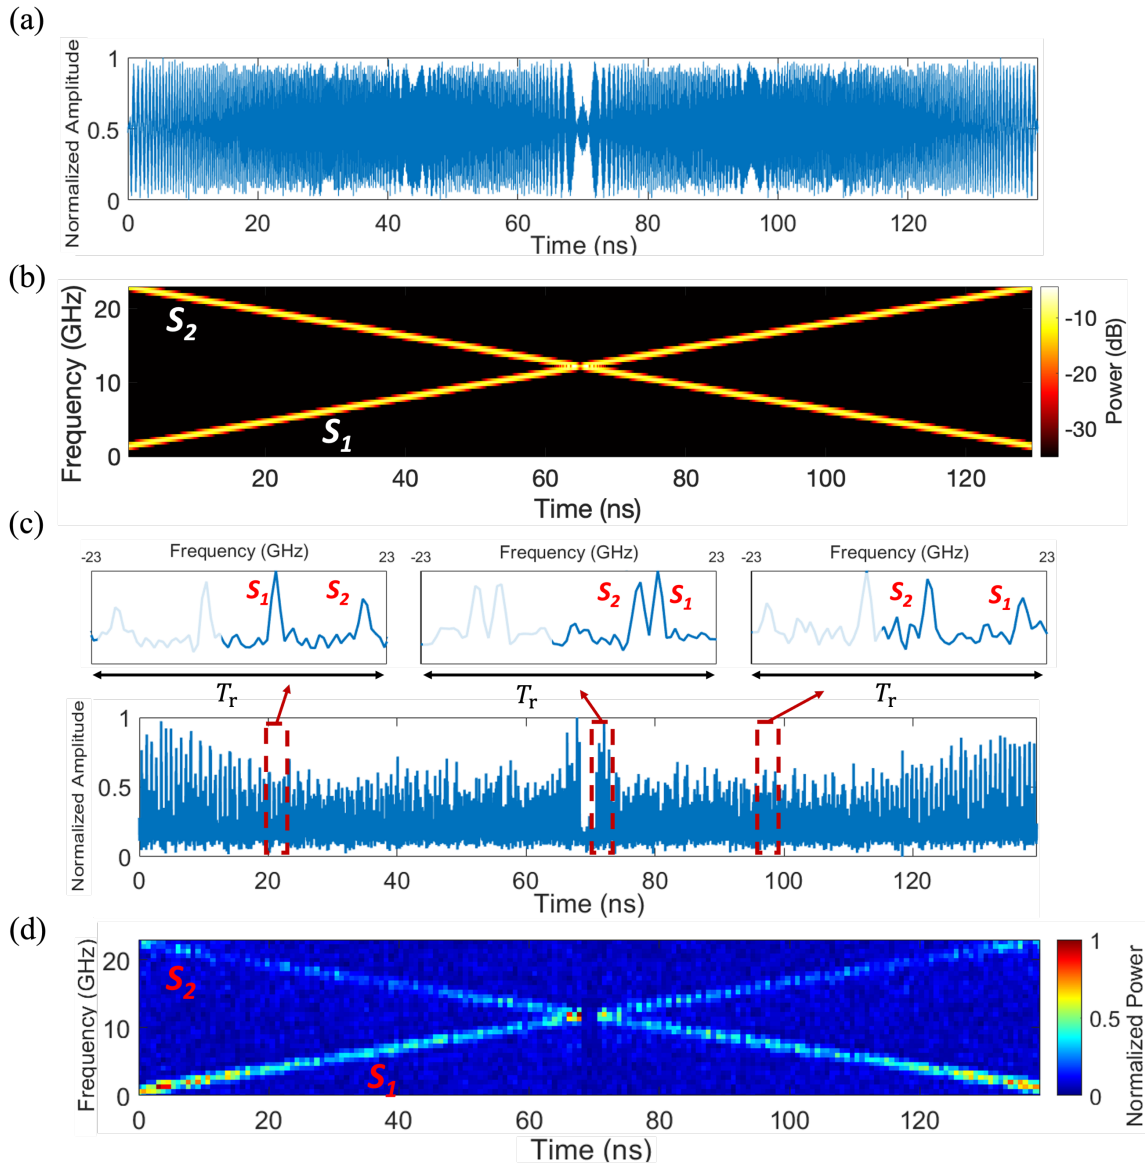 (a)
Normalized Amplitude
1
0.5
0
0 20 40 60 80 100 120
Time (ns)
(b)
Frequency (GHz)
20
10
0
S2
S1
20 40 60 80 100 120
Time (ns)
-10
-20
-30
Power (dB)
(c)
-23 Frequency (GHz) 23
S1 S2
Tr
-23 Frequency (GHz) 23
S2 S1
Tr
-23 Frequency (GHz) 23
S2 S1
Tr
Normalized Amplitude
1
0.5
0
0 20 40 60 80 100 120
Time (ns)
(d)
Frequency (GHz)
20
10
0
S2
S1
0 20 40 60 80 100 120
Time (ns)
1
0.5
0
Normalized Power